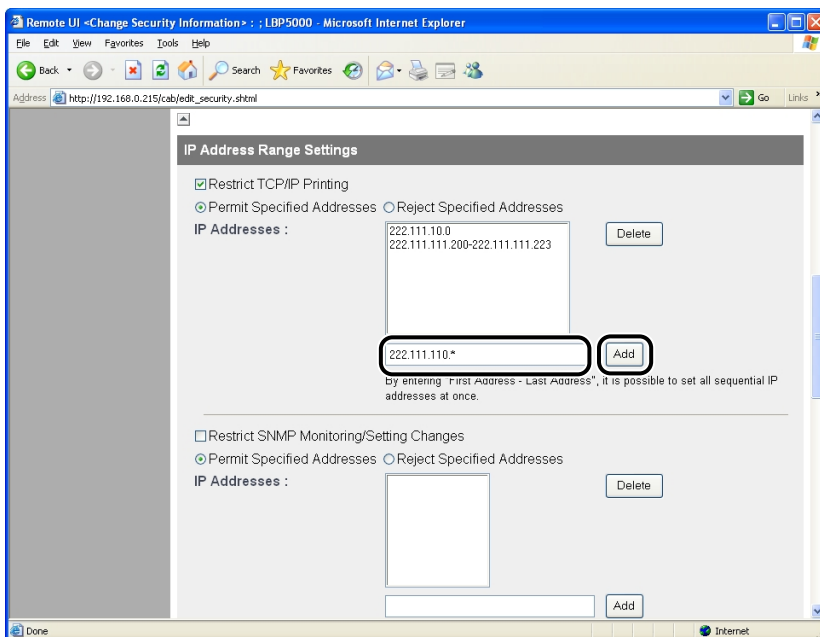 Remote UI <Change Security Information> : ; LBP5000 - Microsoft Internet Explorer
File Edit View Favorites Tools Help
Back Search Favorites
Address http://192.168.0.215/cab/edit_security.shtml Go Links
IP Address Range Settings
Restrict TCP/IP Printing
Permit Specified Addresses Reject Specified Addresses
IP Addresses :
222.111.10.0
222.111.111.200-222.111.111.223
Delete
222.111.110.*
Add
By entering "First Address - Last Address", it is possible to set all sequential IP
addresses at once.
Restrict SNMP Monitoring/Setting Changes
Permit Specified Addresses Reject Specified Addresses
IP Addresses :
Delete
Add
Done Internet